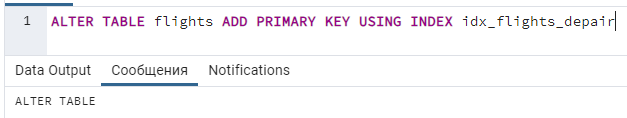 1 ALTER TABLE flights ADD PRIMARY KEY USING INDEX idx_flights_depair
Data Output Сообщения Notifications
ALTER TABLE